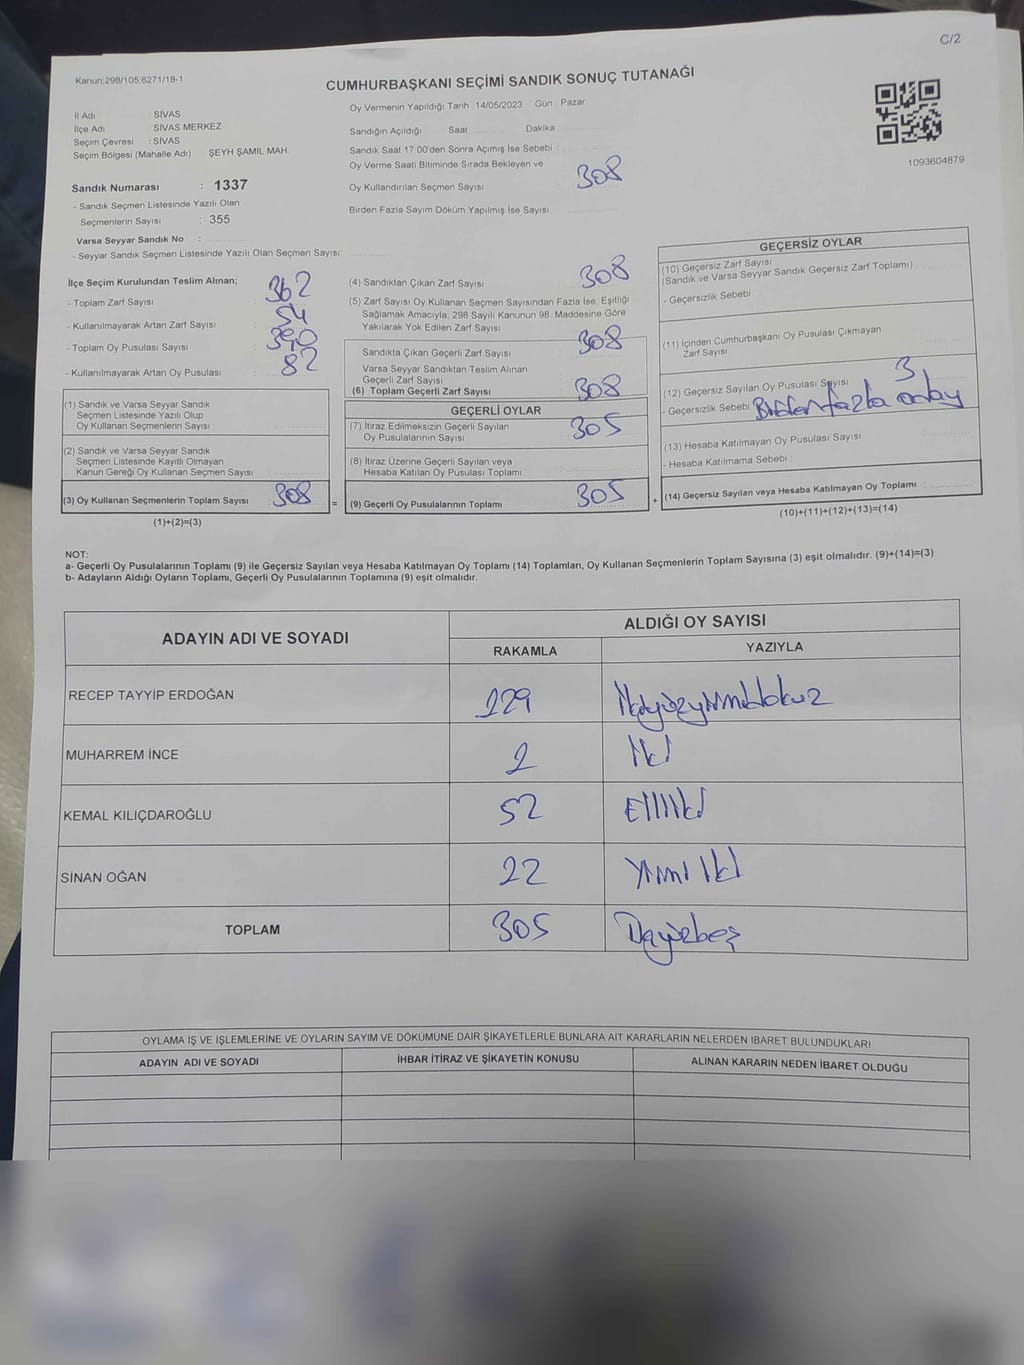 C/2
Kanun:298/105.6271/18-1
CUMHURBAŞKANI SEÇİMİ SANDIK SONUÇ TUTANAĞI
İl Adı : SİVAS
İlçe Adı : SİVAS MERKEZ
Seçim Çevresi : SİVAS
Seçim Bölgesi (Mahalle Adı) : ŞEYH ŞAMİL MAH.
Sandık Numarası : 1337
- Sandık Seçmen Listesinde Yazılı Olan
Seçmenlerin Sayısı : 355
Varsa Seyyar Sandık No :
- Seyyar Sandık Seçmen Listesinde Yazılı Olan Seçmen Sayısı:
Oy Vermenin Yapıldığı Tarih : 14/05/2023 Gün : Pazar
Sandığın Açıldığı Saat Dakika
Sandık Saat 17:00'den Sonra Açımış İse Sebebi :
Oy Verme Saati Bitiminde Sırada Bekleyen ve
Oy Kullandırılan Seçmen Sayısı 308
Birden Fazla Sayım Döküm Yapılmış İse Sayısı :
1093604879
İlçe Seçim Kurulundan Teslim Alınan;
- Toplam Zarf Sayısı : 362
- Kullanılmayarak Artan Zarf Sayısı : 54
- Toplam Oy Pusulası Sayısı : 390
- Kullanılmayarak Artan Oy Pusulası : 82
(1) Sandık ve Varsa Seyyar Sandık
Seçmen Listesinde Yazılı Olup
Oy Kullanan Seçmenlerin Sayısı
(2) Sandık ve Varsa Seyyar Sandık
Seçmen Listesinde Kayıtlı Olmayan
Kanun Gereği Oy Kullanan Seçmen Sayısı
(3) Oy Kullanan Seçmenlerin Toplam Sayısı : 308
(1)+(2)=(3)
=
(4) Sandıktan Çıkan Zarf Sayısı : 308
(5) Zarf Sayısı Oy Kullanan Seçmen Sayısından Fazla İse, Eşitliği
Sağlamak Amacıyla, 298 Sayılı Kanunun 98. Maddesine Göre
Yakılarak Yok Edilen Zarf Sayısı
Sandıkta Çıkan Geçerli Zarf Sayısı : 308
Varsa Seyyar Sandıktan Teslim Alınan
Geçerli Zarf Sayısı
(6) Toplam Geçerli Zarf Sayısı 308
GEÇERLİ OYLAR
(7) İtiraz Edilmeksizin Geçerli Sayılan
Oy Pusulalarının Sayısı 305
(8) İtiraz Üzerine Geçerli Sayılan veya
Hesaba Katılan Oy Pusulası Toplamı
(9) Geçerli Oy Pusulalarının Toplamı 305
+
GEÇERSİZ OYLAR
(10) Geçersiz Zarf Sayısı
(Sandık ve Varsa Seyyar Sandık Geçersiz Zarf Toplamı)
- Geçersizlik Sebebi :
(11) İçinden Cumhurbaşkanı Oy Pusulası Çıkmayan
Zarf Sayısı
(12) Geçersiz Sayılan Oy Pusulası Sayısı 3
- Geçersizlik Sebebi Birden fazla onay
(13) Hesaba Katılmayan Oy Pusulası Sayısı
- Hesaba Katılmama Sebebi :
(14) Geçersiz Sayılan veya Hesaba Katılmayan Oy Toplamı :
(10)+(11)+(12)+(13)=(14)
NOT:
a- Geçerli Oy Pusulalarının Toplamı (9) ile Geçersiz Sayılan veya Hesaba Katılmayan Oy Toplamı (14) Toplamları, Oy Kullanan Seçmenlerin Toplam Sayısına (3) eşit olmalıdır. (9)+(14)=(3)
b- Adayların Aldığı Oyların Toplamı, Geçerli Oy Pusulalarının Toplamına (9) eşit olmalıdır.
ADAYIN ADI VE SOYADI ALDIĞI OY SAYISI
RAKAMLA YAZIYLA
RECEP TAYYİP ERDOĞAN 229 İkiyüzyirmidokuz
MUHARREM İNCE 2 İki
KEMAL KILIÇDAROĞLU 52 Elliiki
SİNAN OĞAN 22 Yirmi iki
TOPLAM 305
OYLAMA İŞ VE İŞLEMLERİNE VE OYLARIN SAYIM VE DÖKÜMÜNE DAİR ŞİKAYETLERLE BUNLARA AİT KARARLARIN NELERDEN İBARET BULUNDUKLARI
ADAYIN ADI VE SOYADI İHBAR İTİRAZ VE ŞİKAYETİN KONUSU ALINAN KARARIN NEDEN İBARET OLDUĞU